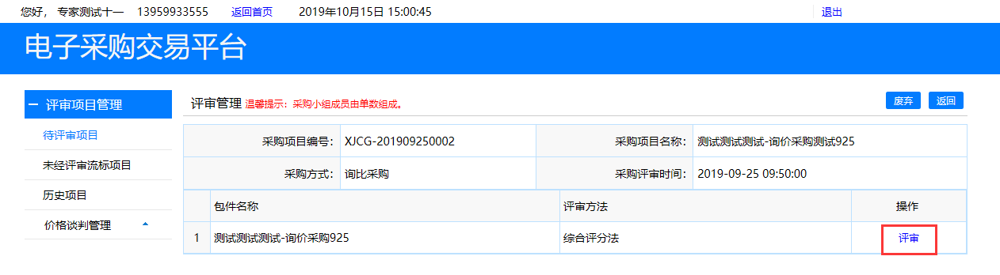 您好， 专家测试十一 13959933555 返回首页 2019年10月15日 15:00:45 退出
电子采购交易平台
评审项目管理
待评审项目
未经评审流标项目
历史项目
价格谈判管理
评审管理 温馨提示：采购小组成员由单数组成。 废弃 返回
采购项目编号： XJCG-201909250002 采购项目名称： 测试测试测试-询价采购测试925
采购方式： 询比采购 采购评审时间： 2019-09-25 09:50:00
包件名称 评审方法 操作
1 测试测试测试-询价采购925 综合评分法 评审